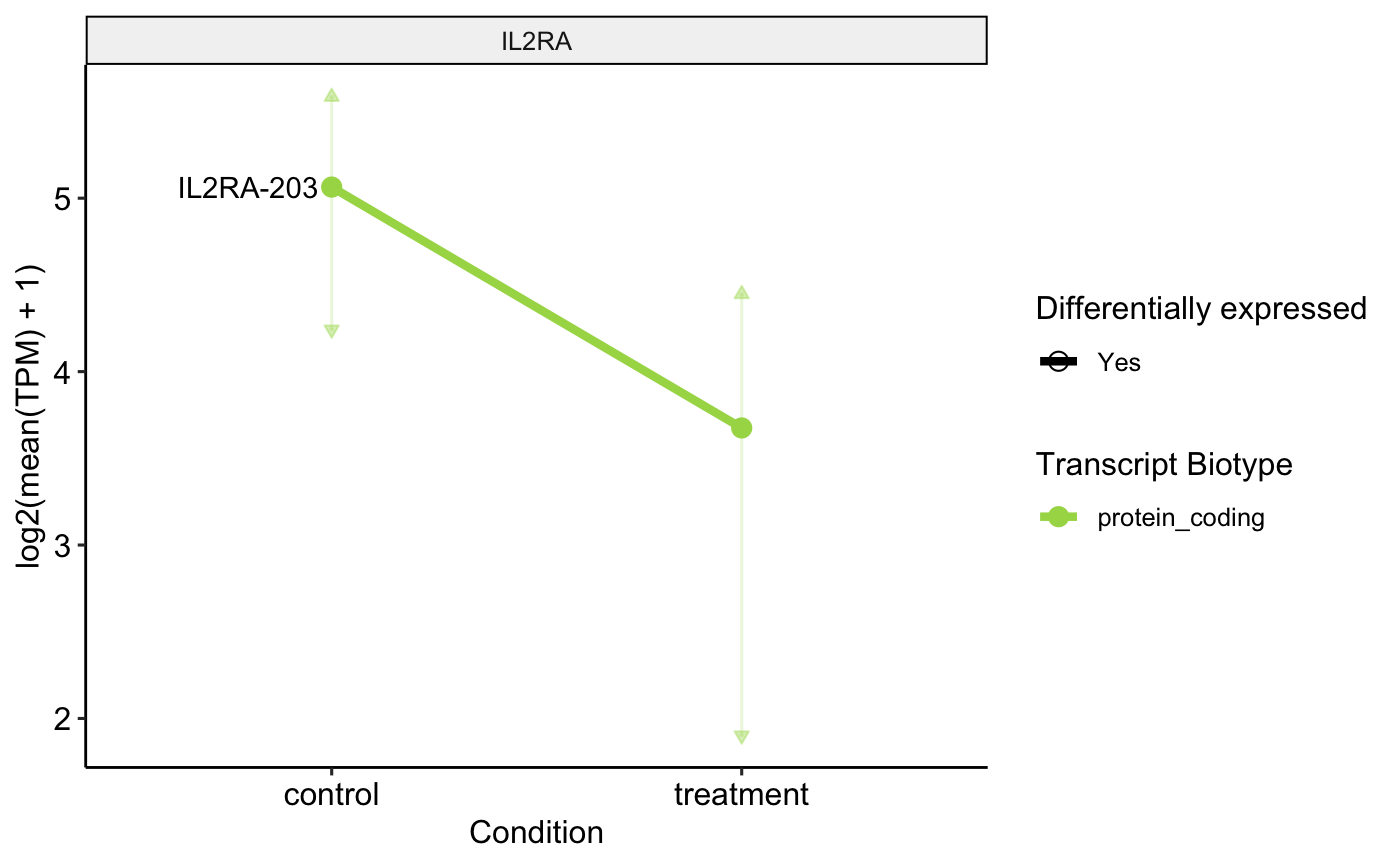 IL2RA
IL2RA-203
5
4
3
2
log2(mean(TPM) + 1)
control
treatment
Condition
Differentially expressed
Yes
Transcript Biotype
protein_coding